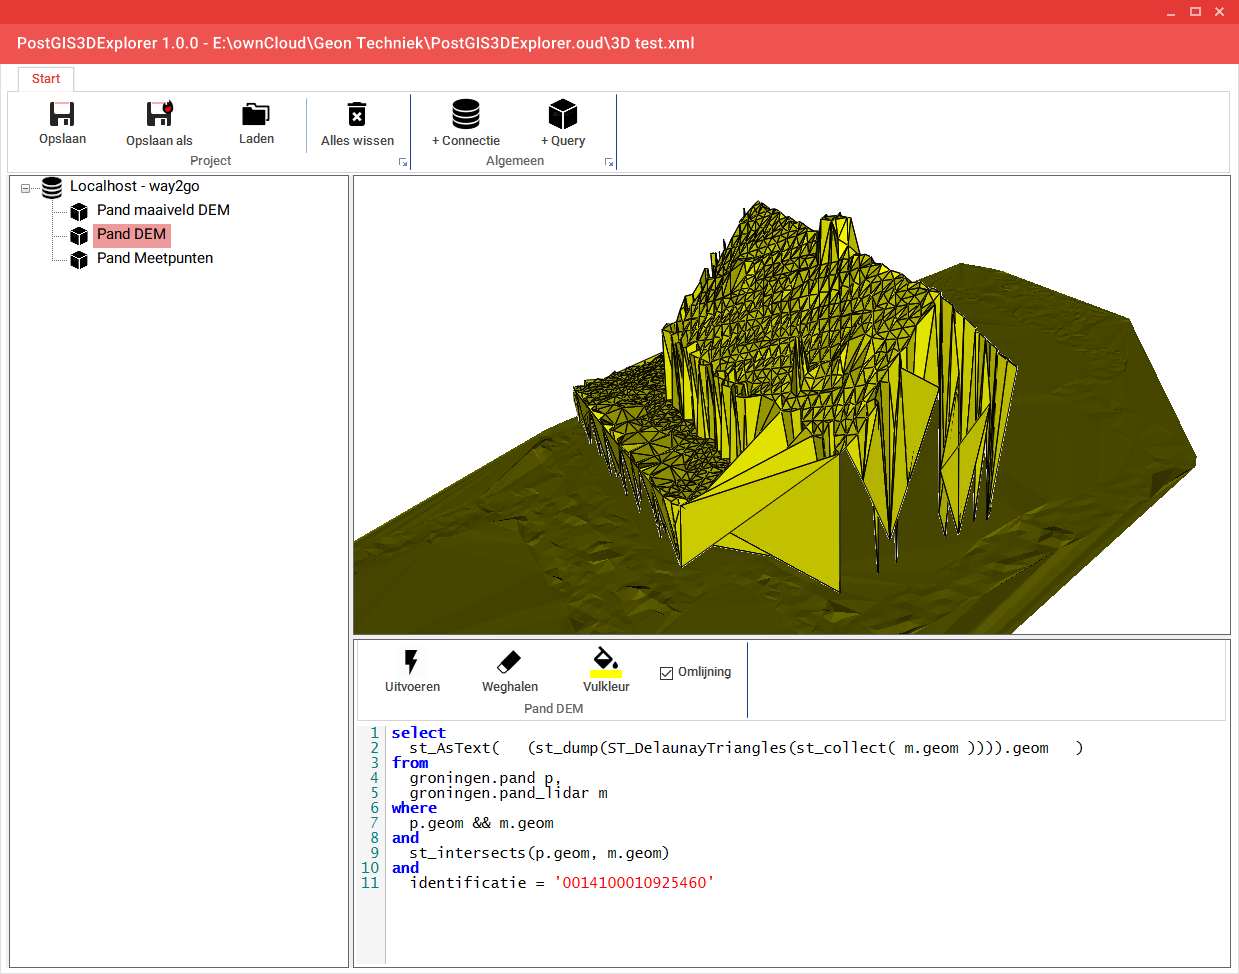 PostGIS3DExplorer 1.0.0 - E:\ownCloud\Geon Techniek\PostGIS3DExplorer.oud\3D test.xml
Start
Opslaan
Opslaan als
Laden
Alles wissen
+ Connectie
+ Query
Project
Algemeen
Localhost - way2go
Pand maaiveld DEM
Pand DEM
Pand Meetpunten
Uitvoeren
Weghalen
Vulkleur
Omlijning
Pand DEM
1 select
2   st_AsText(   (st_dump(ST_DelaunayTriangles(st_collect( m.geom )))).geom   )
3 from
4   groningen.pand p,
5   groningen.pand_lidar m
6 where
7   p.geom && m.geom
8 and
9   st_intersects(p.geom, m.geom)
10 and
11   identificatie = '0014100010925460'